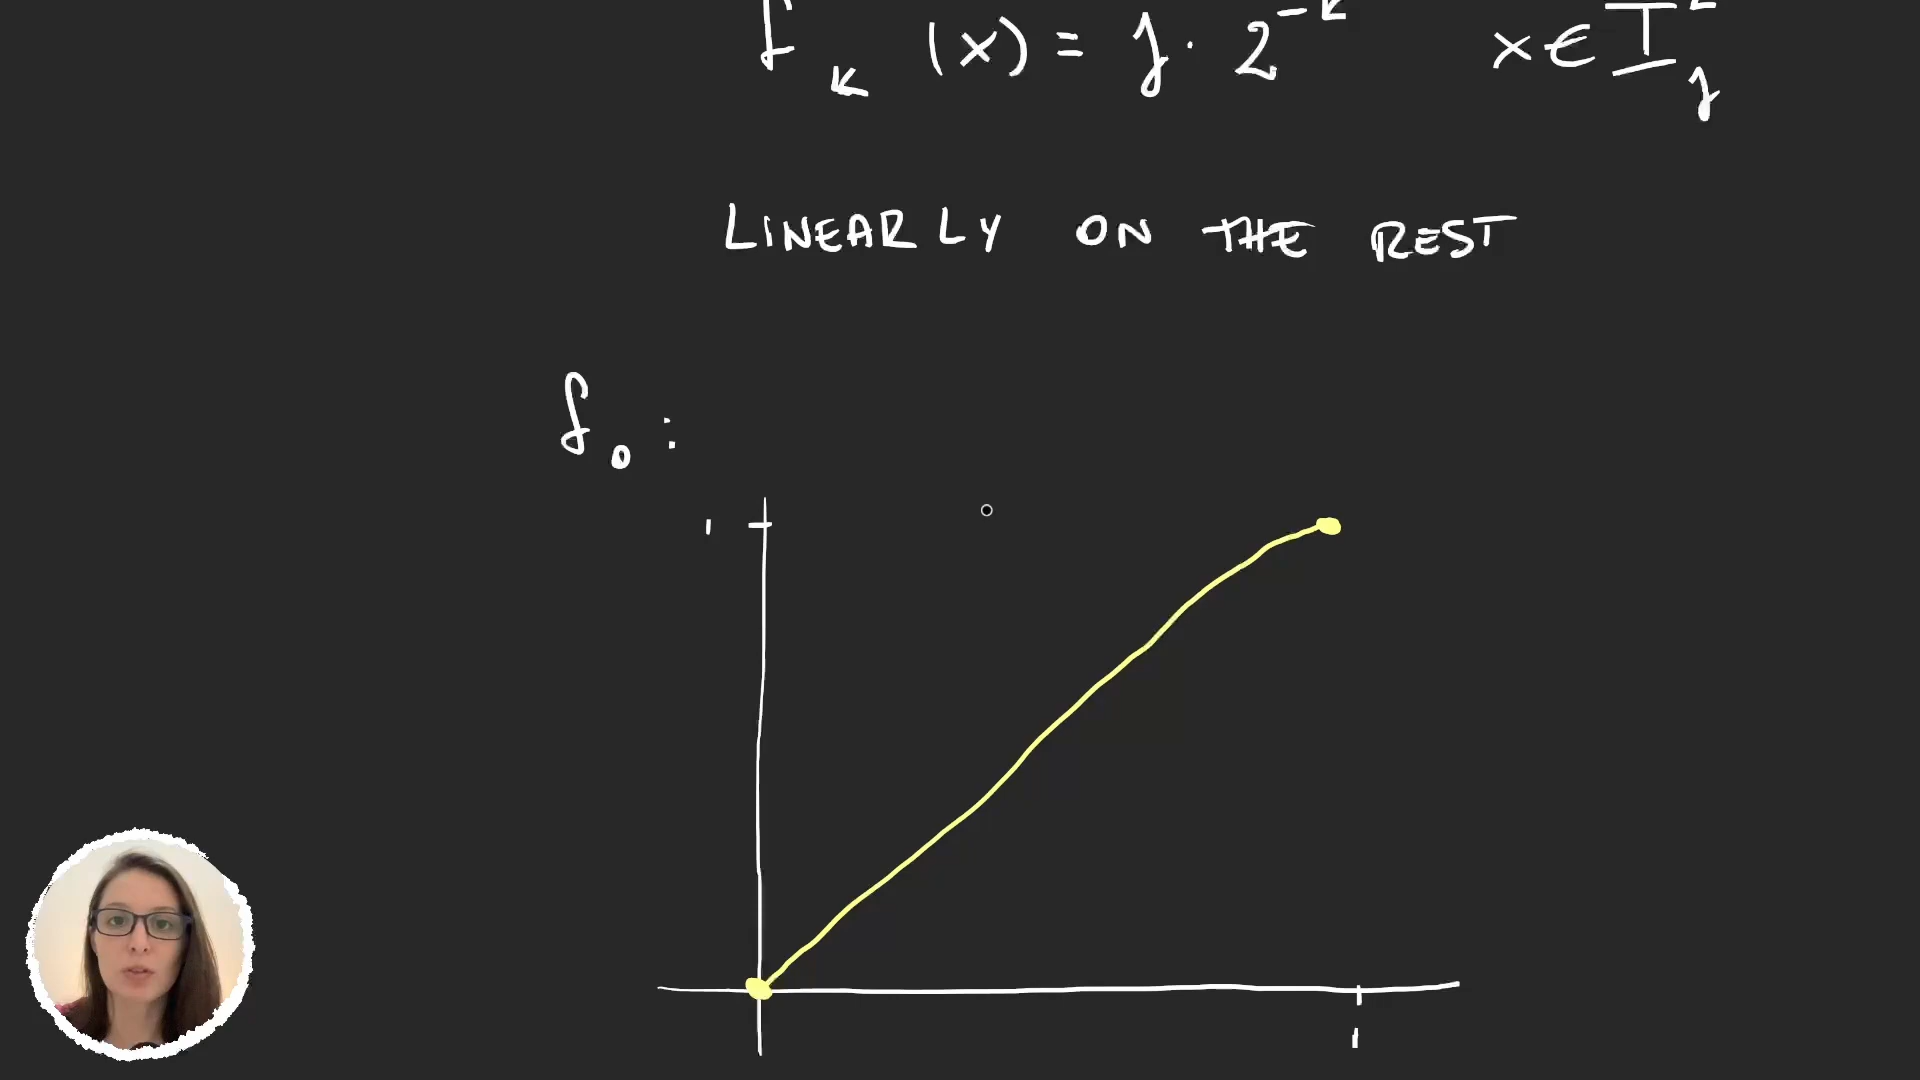 f_k (x) = j · 2^{-k} x ∈ I_j^k
LINEARLY ON THE REST
f_0 :
1
1